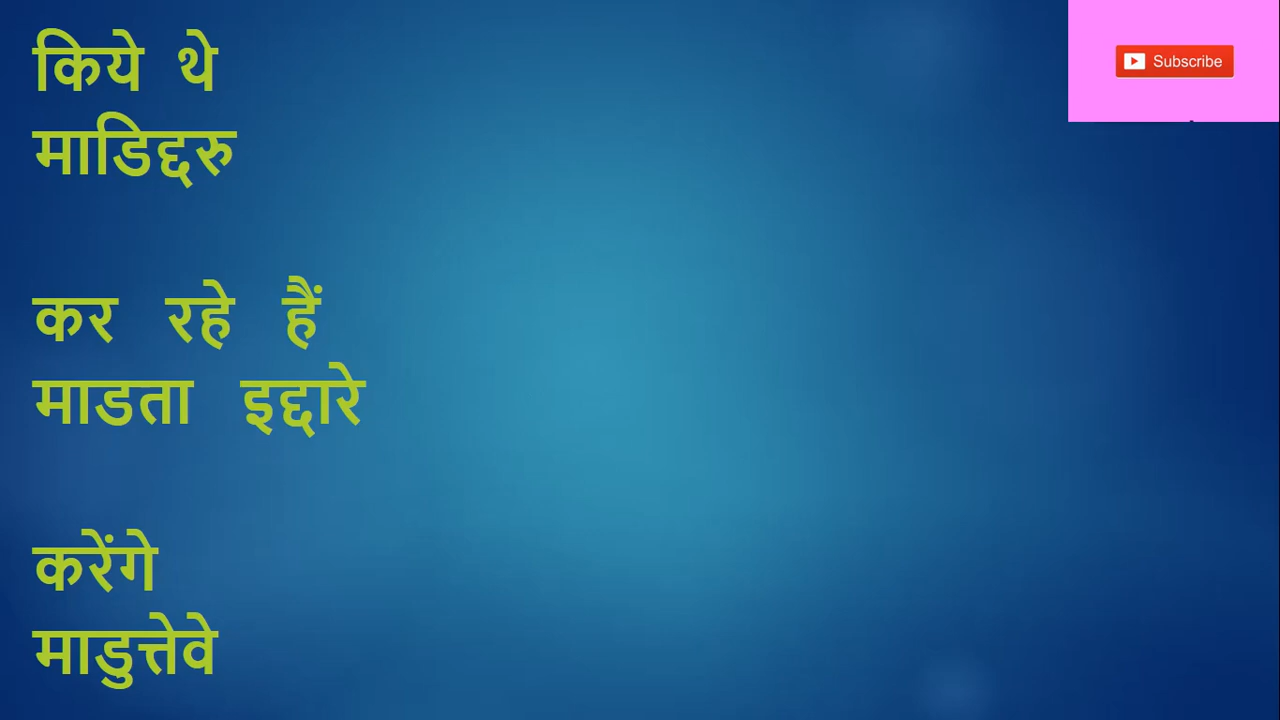 किये थे
माडिद्दरु
कर रहे हैं
माडता इद्दारे
करेंगे
माडुत्तेवे
Subscribe